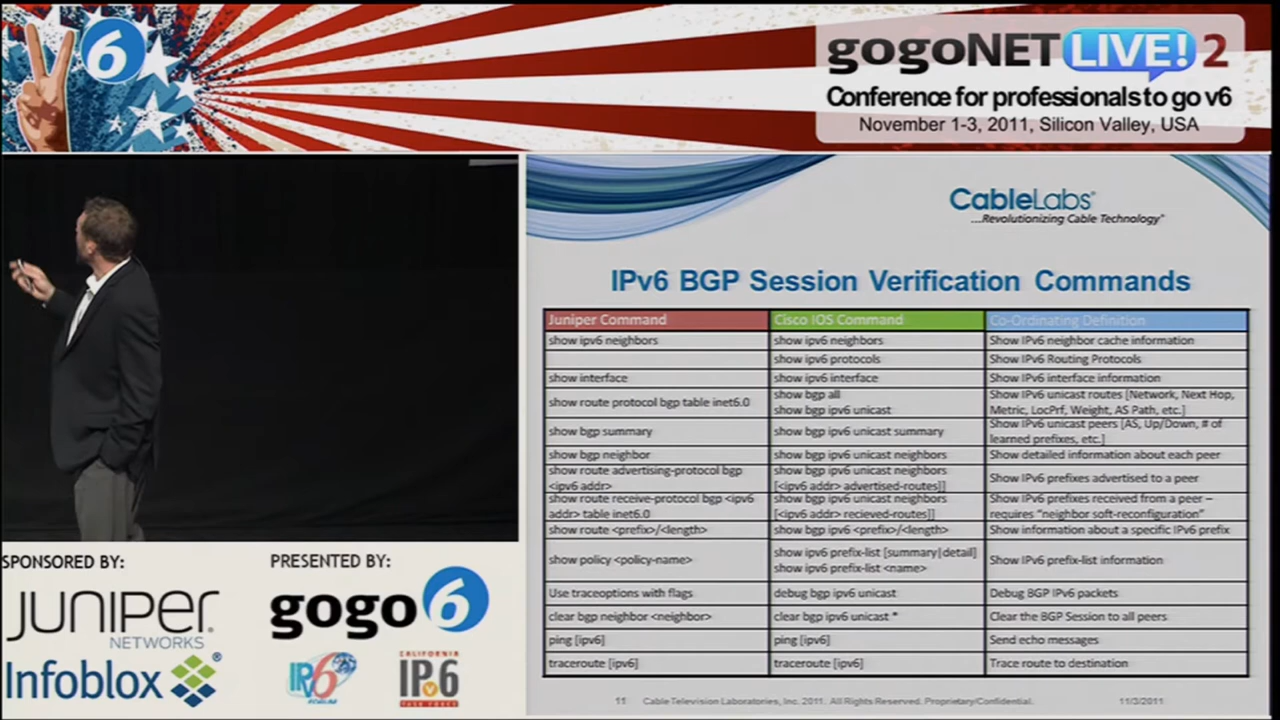 6
gogoNET LIVE! 2
Conference for professionals to go v6
November 1-3, 2011, Silicon Valley, USA
CableLabs®
...Revolutionizing Cable Technology®
IPv6 BGP Session Verification Commands
Juniper Command Cisco IOS Command Co-Ordinating Definition
show ipv6 neighbors show ipv6 neighbors Show IPv6 neighbor cache information
show ipv6 protocols Show IPv6 Routing Protocols
show interface show ipv6 interface Show IPv6 interface information
show route protocol bgp table inet6.0 show bgp all Show IPv6 unicast routes [Network, Next Hop,
show bgp ipv6 unicast Metric, LocPrf, Weight, AS Path, etc.]
show bgp summary show bgp ipv6 unicast summary Show IPv6 unicast peers [AS, Up/Down, # of
learned prefixes, etc.]
show bgp neighbor show bgp ipv6 unicast neighbors Show detailed information about each peer
show route advertising-protocol bgp show bgp ipv6 unicast neighbors Show IPv6 prefixes advertised to a peer
<ipv6 addr> [<ipv6 addr> advertised-routes]]
show route receive-protocol bgp <ipv6 show bgp ipv6 unicast neighbors Show IPv6 prefixes received from a peer –
addr> table inet6.0 [<ipv6 addr> recieved-routes]] requires "neighbor soft-reconfiguration"
show route <prefix>/<length> show bgp ipv6 <prefix>/<length> Show information about a specific IPv6 prefix
show policy <policy-name> show ipv6 prefix-list [summary|detail] Show IPv6 prefix-list information
show ipv6 prefix-list <name>
Use traceoptions with flags debug bgp ipv6 unicast Debug BGP IPv6 packets
clear bgp neighbor <neighbor> clear bgp ipv6 unicast * Clear the BGP Session to all peers
ping [ipv6] ping [ipv6] Send echo messages
traceroute [ipv6] traceroute [ipv6] Trace route to destination
11 Cable Television Laboratories, Inc. 2011. All Rights Reserved. Proprietary/Confidential. 11/3/2011
SPONSORED BY:
JUNIPER
NETWORKS
Infoblox
PRESENTED BY:
gogo6
IPv6
FORUM
CALIFORNIA
IPv6
TASK FORCE